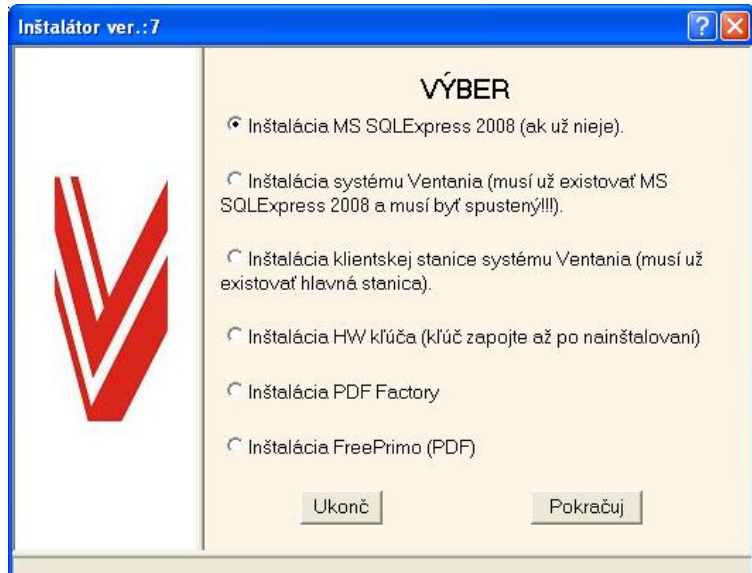 Inštalátor ver.:7
VÝBER
Inštalácia MS SQLExpress 2008 (ak už nieje).
Inštalácia systému Ventania (musí už existovať MS
SQLExpress 2008 a musí byť spustený!!!).
Inštalácia klientskej stanice systému Ventania (musí už
existovať hlavná stanica).
Inštalácia HW kľúča (kľúč zapojte až po nainštalovaní)
Inštalácia PDF Factory
Inštalácia FreePrimo (PDF)
Ukonč
Pokračuj